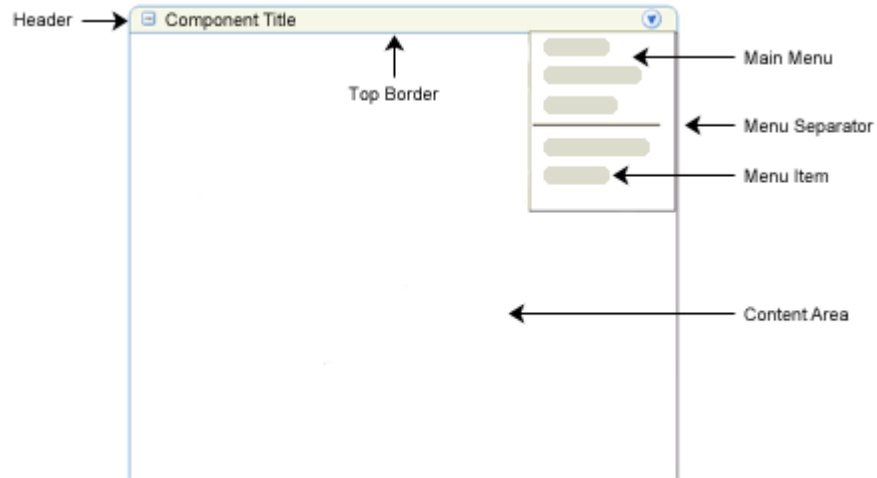 Header
Component Title
Top Border
Main Menu
Menu Separator
Menu Item
Content Area